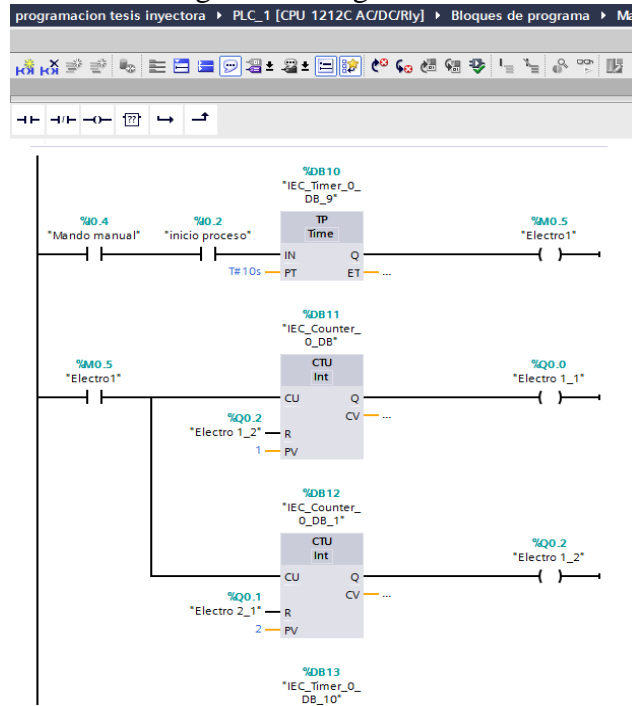 programacion tesis inyectora ▸ PLC_1 [CPU 1212C AC/DC/Rly] ▸ Bloques de programa ▸ Ma
??
%DB10
"IEC_Timer_0_
DB_9"
%I0.4
"Mando manual"
%I0.2
"inicio proceso"
TP
Time
%M0.5
"Electro1"
IN Q
T#10s PT ET ...
%DB11
"IEC_Counter_
0_DB"
%M0.5
"Electro1"
CTU
Int
%Q0.0
"Electro 1_1"
CU Q
CV ...
%Q0.2
"Electro 1_2" R
1 PV
%DB12
"IEC_Counter_
0_DB_1"
CTU
Int
%Q0.2
"Electro 1_2"
CU Q
CV ...
%Q0.1
"Electro 2_1" R
2 PV
%DB13
"IEC_Timer_0_
DB_10"